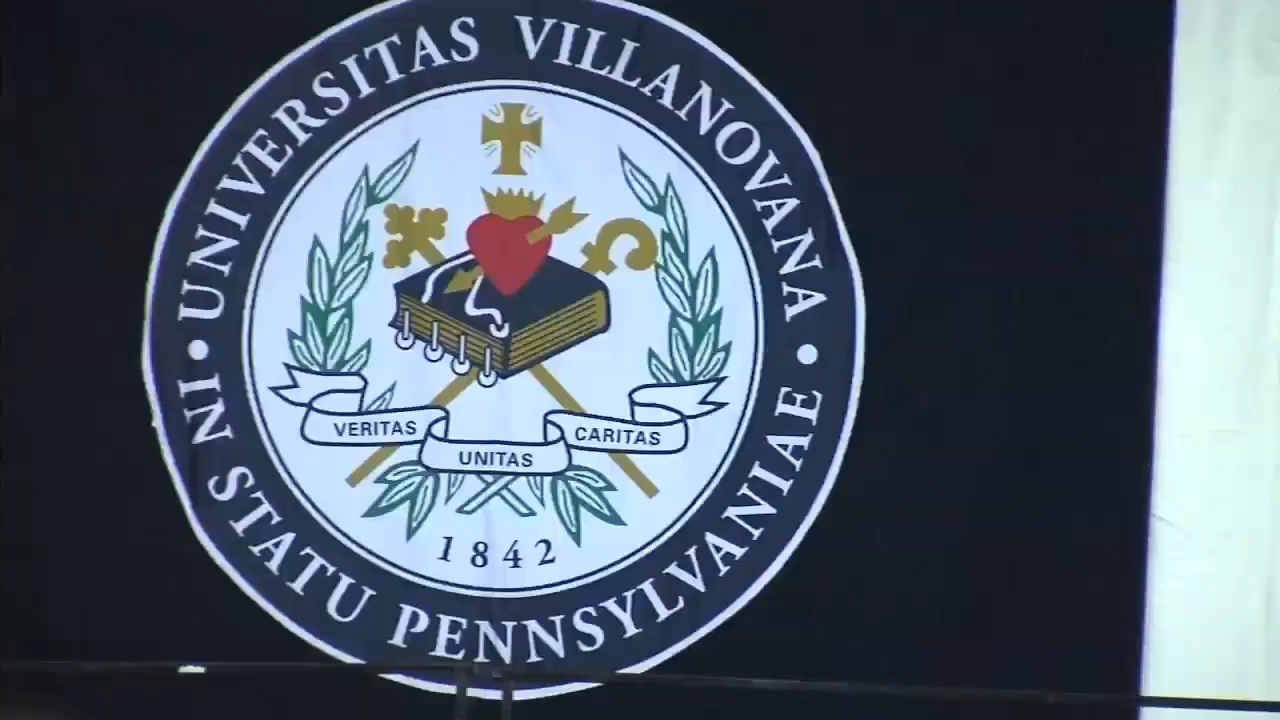 UNIVERSITAS VILLANOVANA
• IN STATU PENNSYLVANIAE •
VERITAS
UNITAS
CARITAS
1842